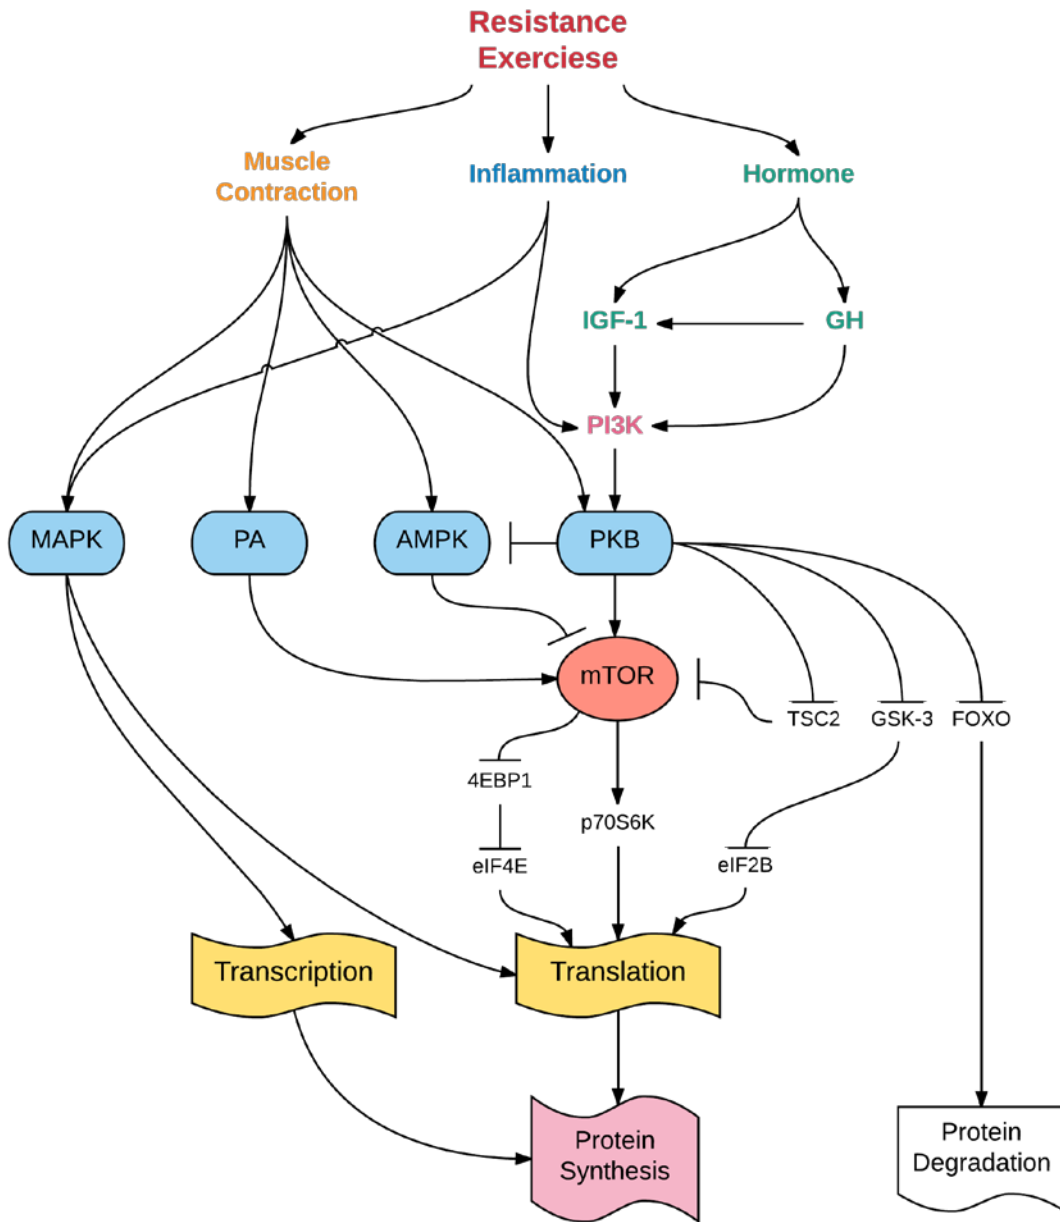 Resistance
Exerciese
Muscle
Contraction
Inflammation
Hormone
IGF-1
GH
PI3K
MAPK
PA
AMPK
PKB
mTOR
TSC2
GSK-3
FOXO
4EBP1
p70S6K
eIF4E
eIF2B
Transcription
Translation
Protein
Synthesis
Protein
Degradation